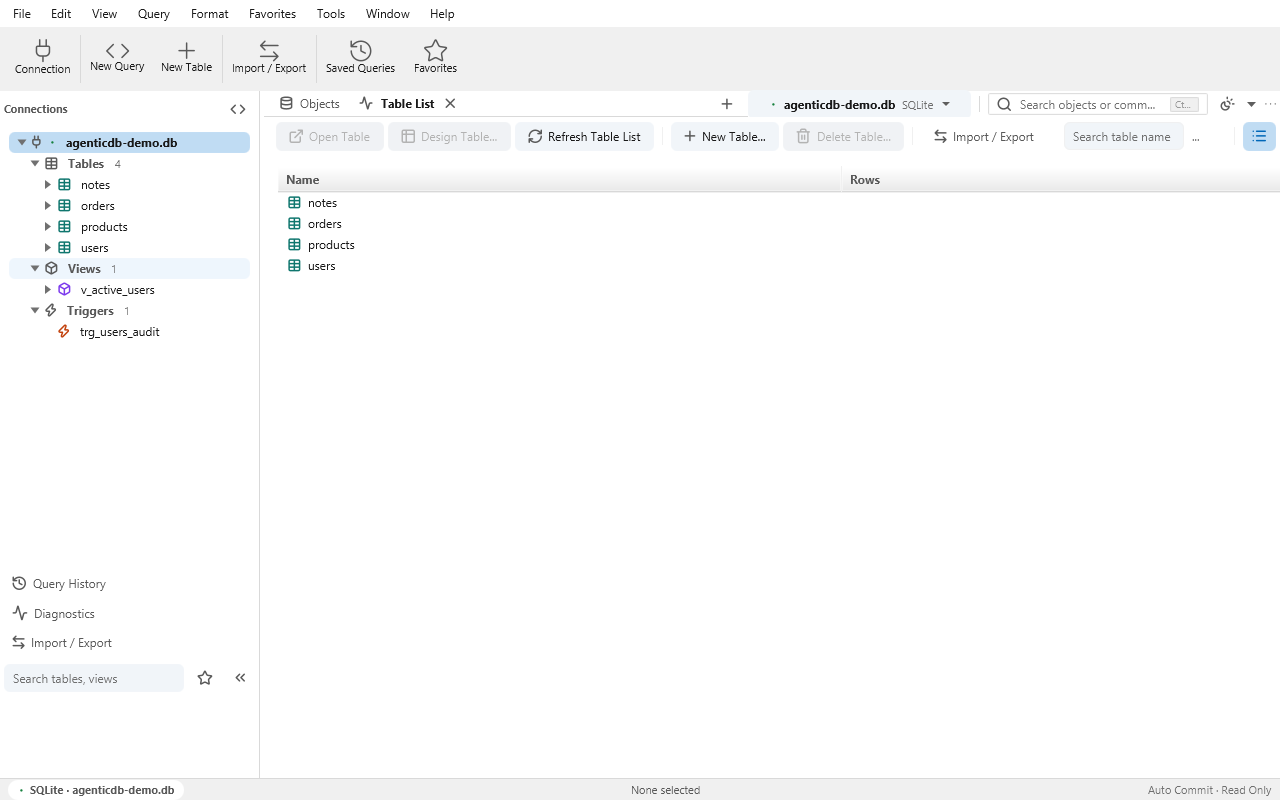 File Edit View Query Format Favorites Tools Window Help
Connection New Query New Table Import / Export Saved Queries Favorites
Connections
agenticdb-demo.db
Tables 4
notes
orders
products
users
Views 1
v_active_users
Triggers 1
trg_users_audit
Query History
Diagnostics
Import / Export
Search tables, views
Objects Table List agenticdb-demo.db SQLite Search objects or comm... Ct...
Open Table Design Table... Refresh Table List New Table... Delete Table... Import / Export Search table name ...
Name Rows
notes
orders
products
users
SQLite · agenticdb-demo.db None selected Auto Commit · Read Only